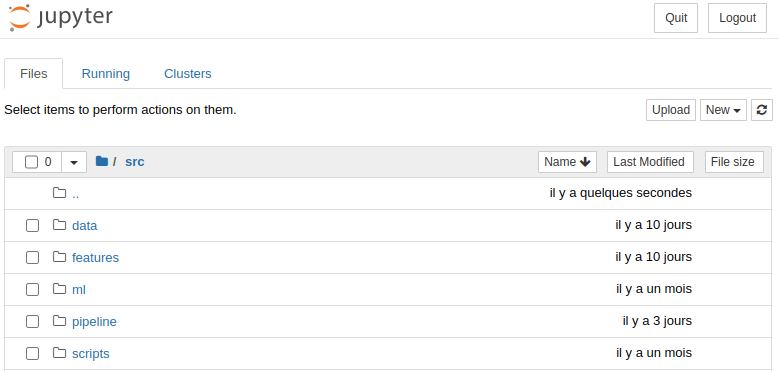 jupyter Quit Logout
Files Running Clusters
Select items to perform actions on them. Upload New
0 / src Name Last Modified File size
.. il y a quelques secondes
data il y a 10 jours
features il y a 10 jours
ml il y a un mois
pipeline il y a 3 jours
scripts il y a un mois